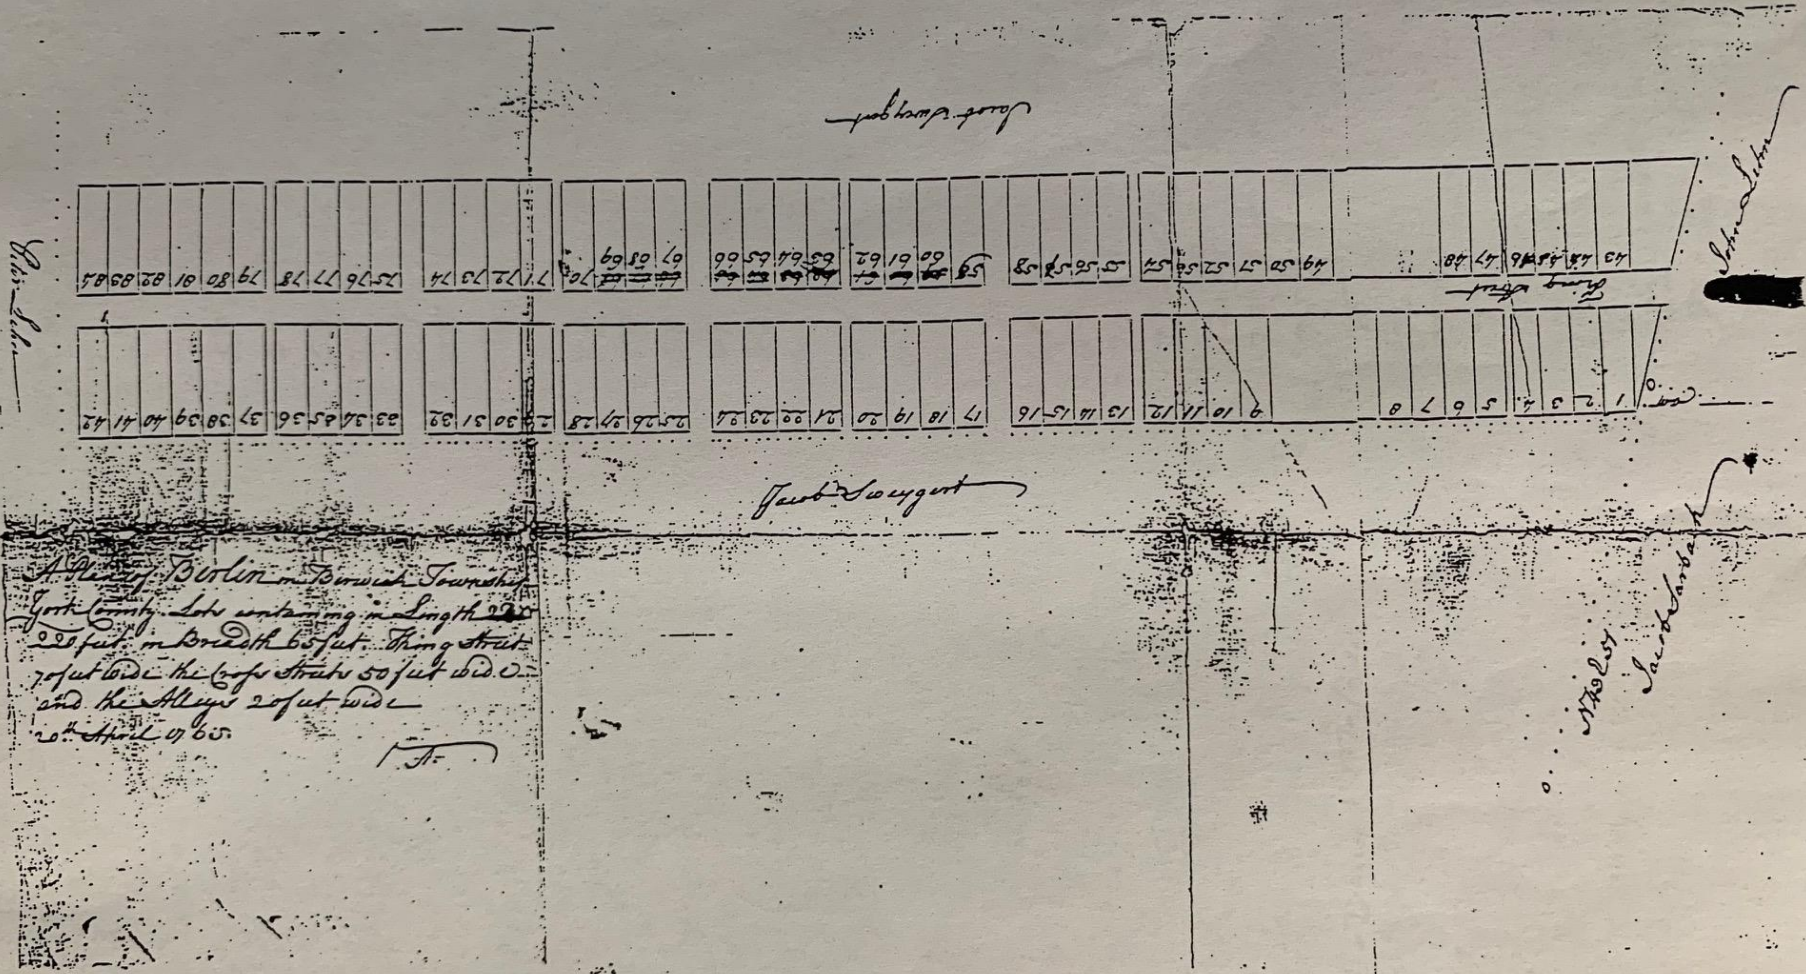 Jacob Sweygert
John Lehn
84 83 82 81 80 79 78 77 76 75 74 73 72 71 70 69 68 67 66 65 64 63 62 61 60 59 58 57 56 55 54 53 52 51 50 49 48 47 46 45 44 43
King Street
42 41 40 39 38 37 36 35 34 33 32 31 30 29 28 27 26 25 24 23 22 21 20 19 18 17 16 15 14 13 12 11 10 9 8 7 6 5 4 3 2 1
Jacob Sweygert
A Plan of Berlin in Berwick Township
York County. Lots containing in Length
220 feet in Breadth 65 feet. King Street
70 feet wide the Cross Streets 50 feet wide
and the Alleys 20 feet wide
20th April 1765
Jacob Sarbach